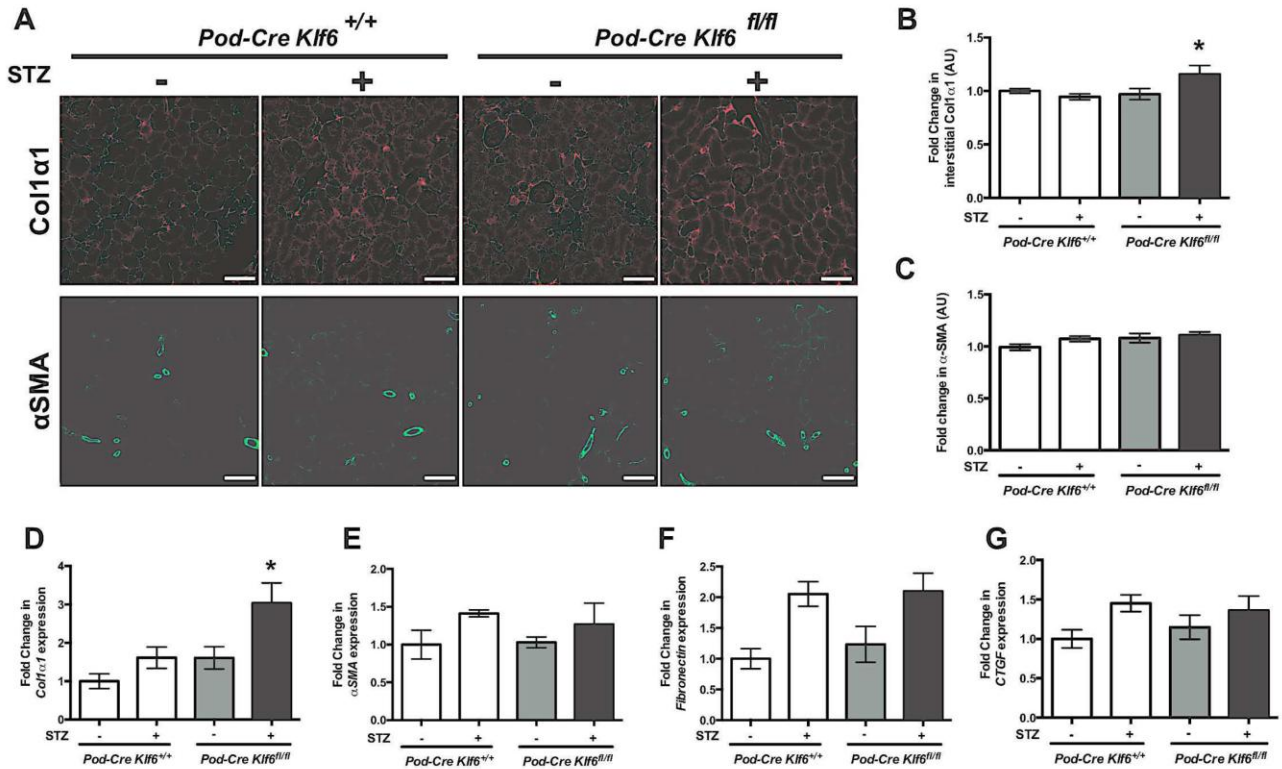 A
Pod-Cre Klf6 +/+
Pod-Cre Klf6 fl/fl
STZ - + - +
Col1α1
αSMA
B
Fold Change in
interstitial Col1α1 (AU)
1.5
1.0
0.5
0.0
*
STZ - + - +
Pod-Cre Klf6+/+ Pod-Cre Klf6fl/fl
C
Fold change in α-SMA (AU)
1.5
1.0
0.5
0.0
STZ - + - +
Pod-Cre Klf6+/+ Pod-Cre Klf6fl/fl
D
Fold Change in
Col1α1 expression
4
3
2
1
0
*
STZ - + - +
Pod-Cre Klf6+/+ Pod-Cre Klf6fl/fl
E
Fold Change in
αSMA expression
2.0
1.5
1.0
0.5
0.0
STZ - + - +
Pod-Cre Klf6+/+ Pod-Cre Klf6fl/fl
F
Fold Change in
Fibronectin expression
2.5
2.0
1.5
1.0
0.5
0.0
STZ - + - +
Pod-Cre Klf6+/+ Pod-Cre Klf6fl/fl
G
Fold Change in
CTGF expression
2.0
1.5
1.0
0.5
0.0
STZ - + - +
Pod-Cre Klf6+/+ Pod-Cre Klf6fl/fl